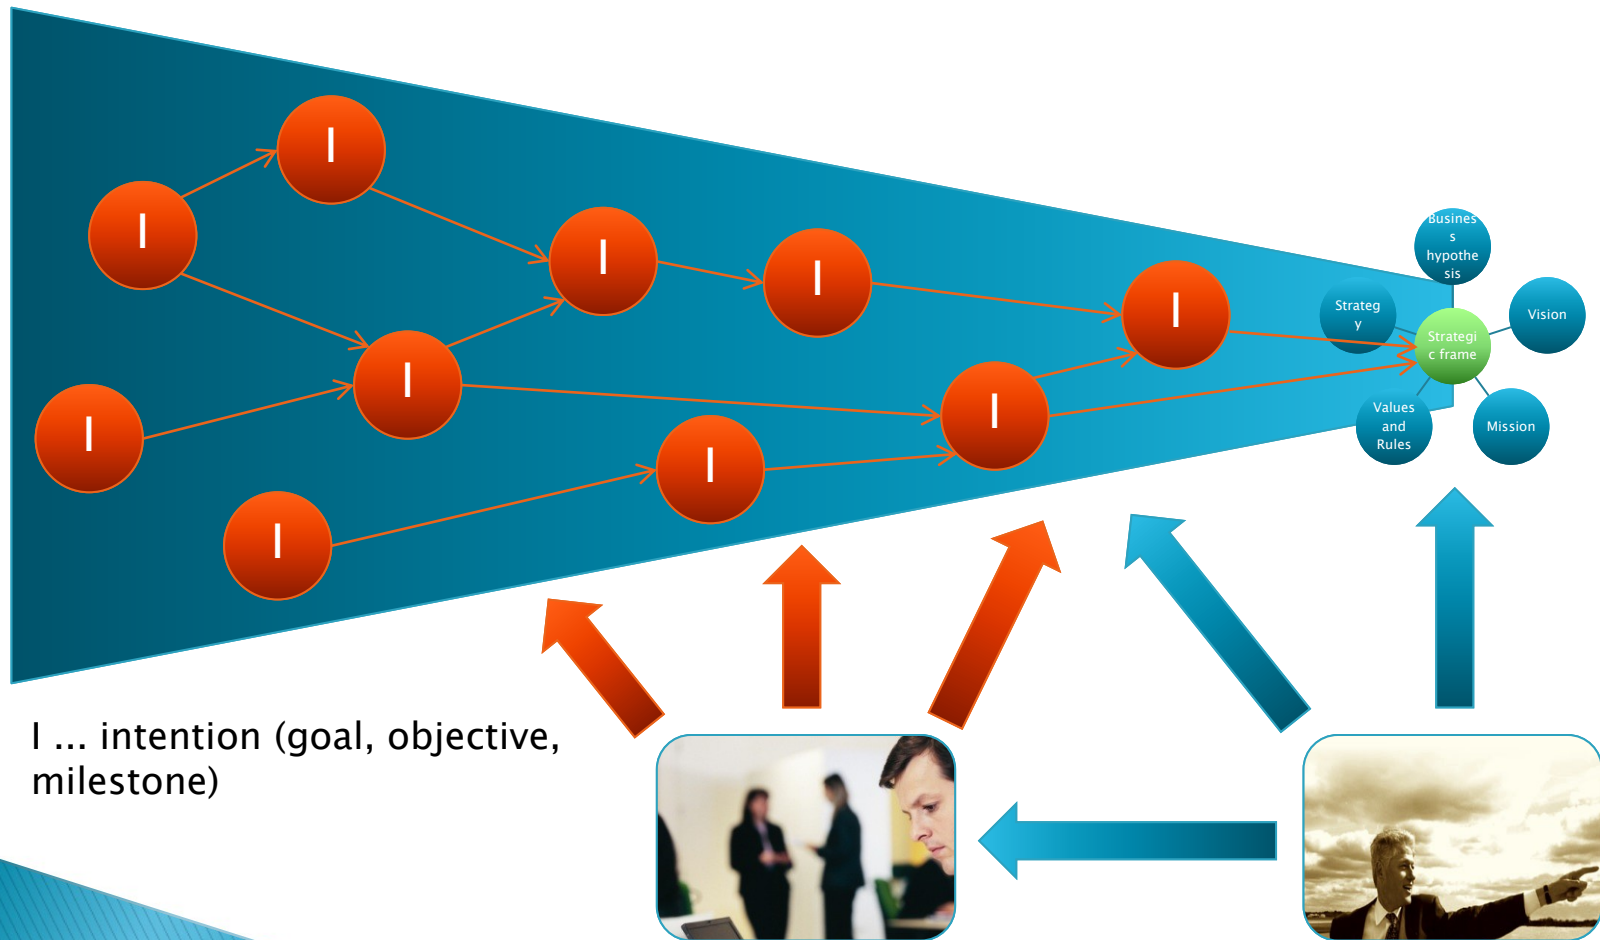 I
I
I
I
I
I
I
I
I
I
I
Busines
s
hypothe
sis
Strateg
y
Vision
Strategi
c frame
Values
and
Rules
Mission
I ... intention (goal, objective,
milestone)